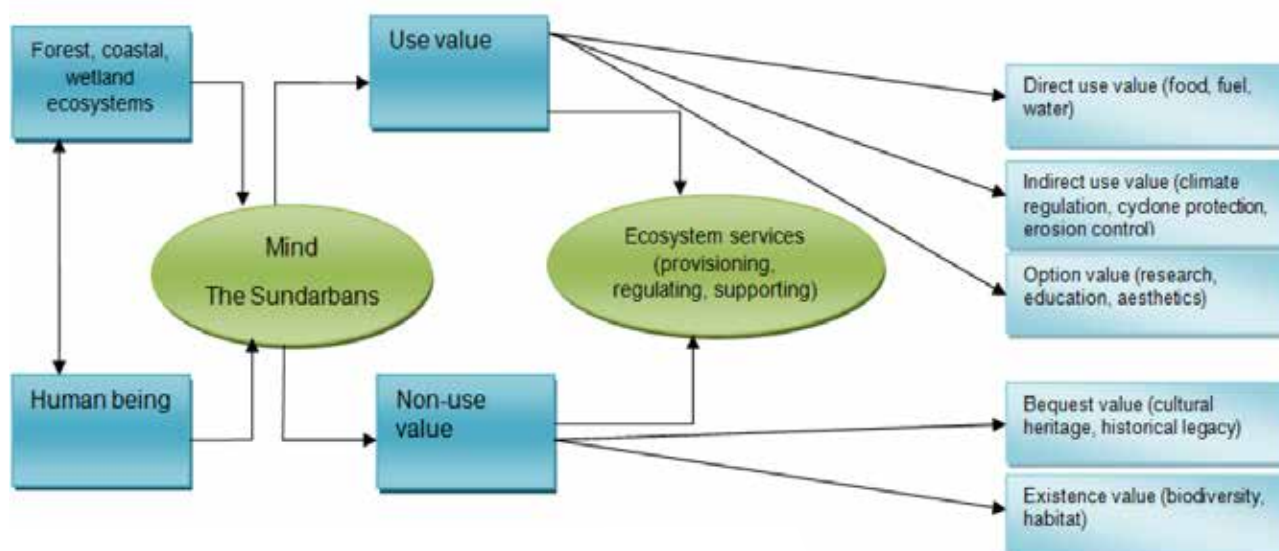 Forest, coastal,
wetland
ecosystems
Use value
Direct use value (food, fuel,
water)
Indirect use value (climate
regulation, cyclone protection,
erosion control)
Mind
The Sundarbans
Ecosystem services
(provisioning,
regulating, supporting)
Option value (research,
education, aesthetics)
Human being
Non-use
value
Bequest value (cultural
heritage, historical legacy)
Existence value (biodiversity,
habitat)